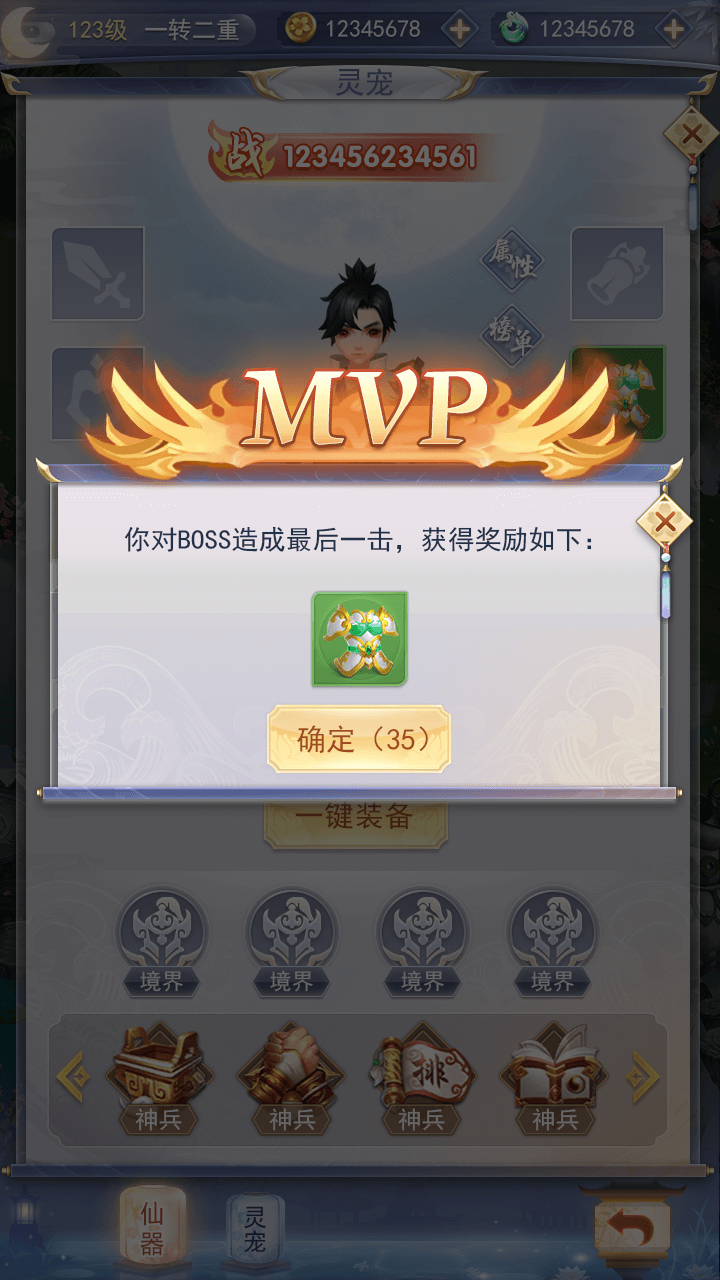 123级 一转二重 12345678 12345678
灵宠
战 123456234561
属性
榜单
MVP
你对BOSS造成最后一击，获得奖励如下：
确定（35）
一键装备
境界 境界 境界 境界
排
神兵 神兵 神兵 神兵
仙器 灵宠